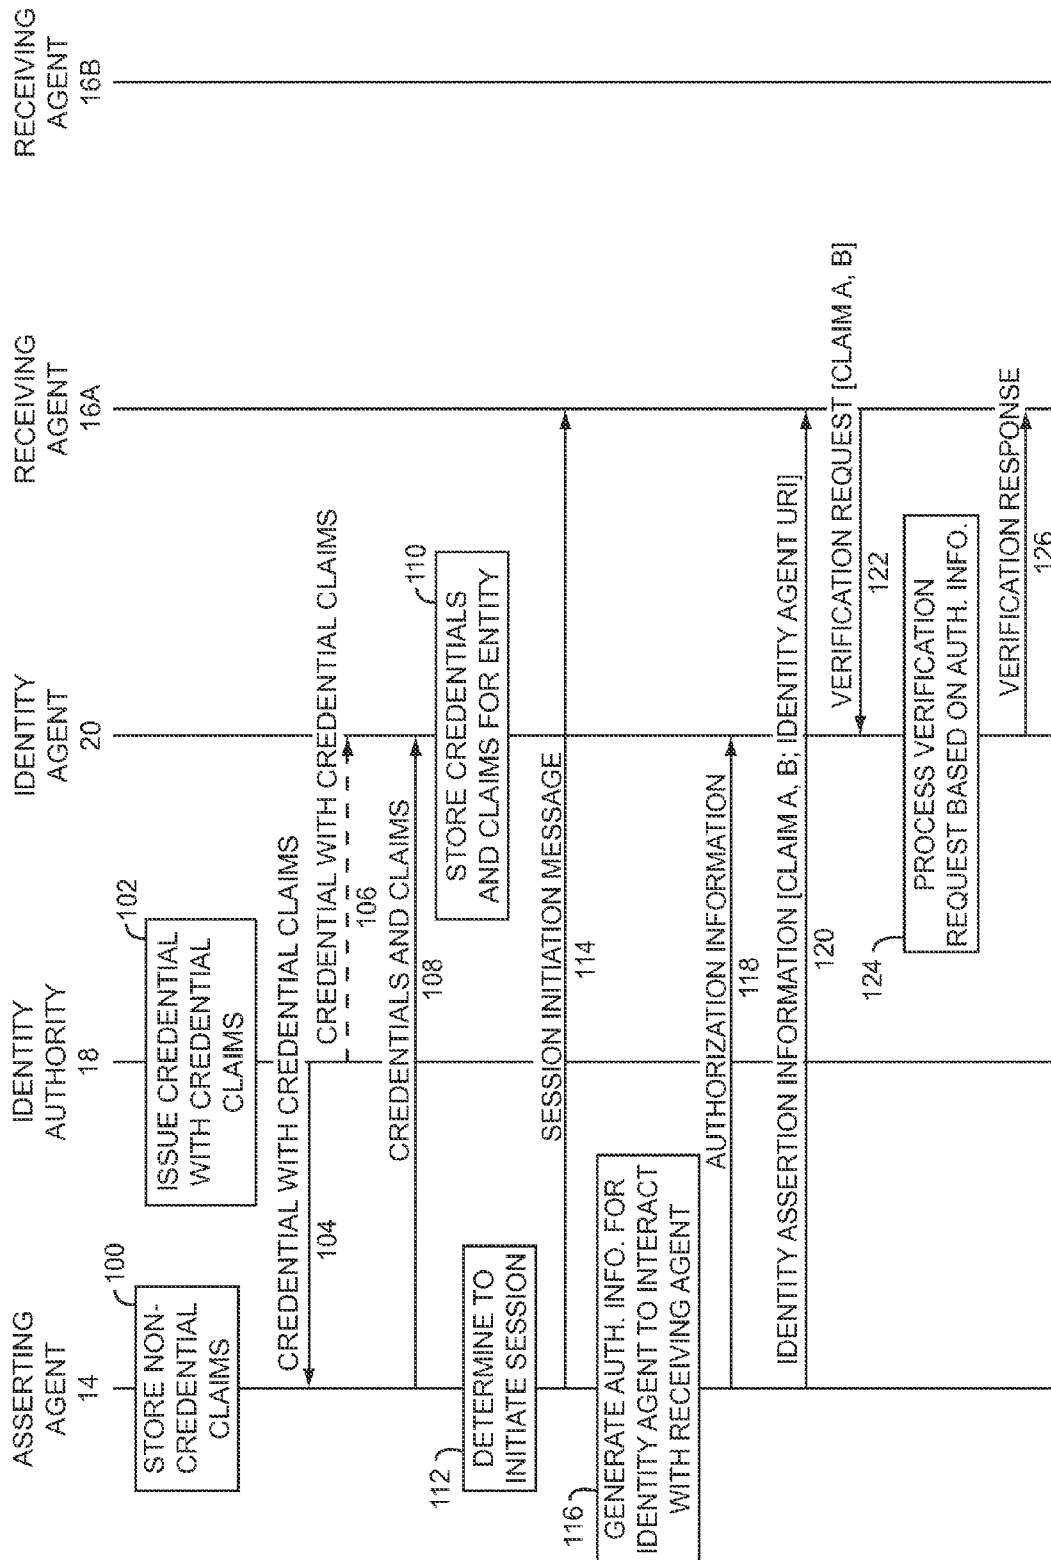 ASSERTING
AGENT
14
IDENTITY
AUTHORITY
18
IDENTITY
AGENT
20
RECEIVING
AGENT
16A
RECEIVING
AGENT
16B
100
STORE NON-
CREDENTIAL
CLAIMS
102
ISSUE CREDENTIAL
WITH CREDENTIAL
CLAIMS
CREDENTIAL WITH CREDENTIAL CLAIMS
104
CREDENTIAL WITH CREDENTIAL CLAIMS
106
CREDENTIALS AND CLAIMS
108
110
STORE CREDENTIALS
AND CLAIMS FOR ENTITY
112
DETERMINE TO
INITIATE SESSION
SESSION INITIATION MESSAGE
114
116
GENERATE AUTH. INFO. FOR
IDENTITY AGENT TO INTERACT
WITH RECEIVING AGENT
AUTHORIZATION INFORMATION
118
IDENTITY ASSERTION INFORMATION [CLAIM A, B; IDENTITY AGENT URI]
120
VERIFICATION REQUEST [CLAIM A, B]
122
124
PROCESS VERIFICATION
REQUEST BASED ON AUTH. INFO.
VERIFICATION RESPONSE
126